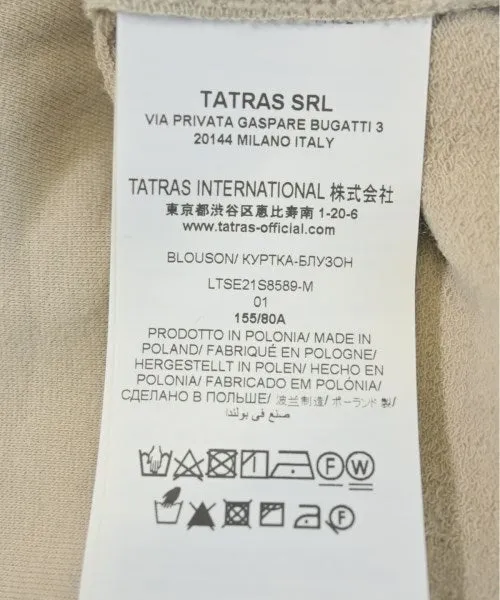 TATRAS SRL
VIA PRIVATA GASPARE BUGATTI 3
20144 MILANO ITALY
TATRAS INTERNATIONAL 株式会社
東京都渋谷区恵比寿南 1-20-6
www.tatras-official.com
BLOUSON/ КУРТКА-БЛУЗОН
LTSE21S8589-M
01
155/80A
PRODOTTO IN POLONIA/ MADE IN
POLAND/ FABRIQUÉ EN POLOGNE/
HERGESTELLT IN POLEN/ HECHO EN
POLONIA/ FABRICADO EM POLÓNIA/
СДЕЛАНО В ПОЛЬШЕ/ 波兰制造/ ポーランド製/
صنع في بولندا
F W
F